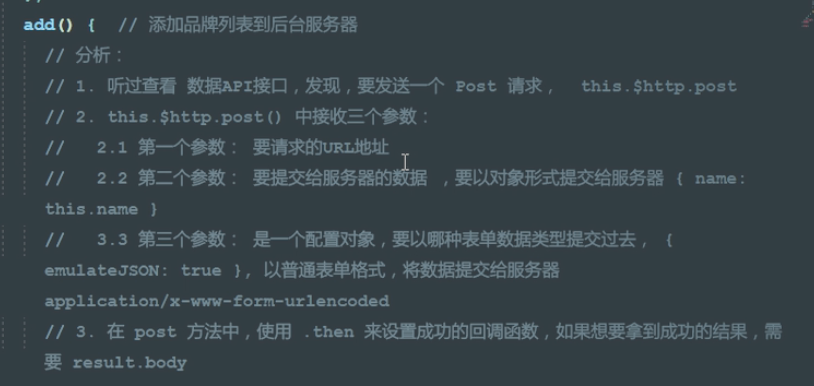 add() {  // 添加品牌列表到后台服务器
// 分析：
// 1. 听过查看 数据API接口，发现，要发送一个 Post 请求，  this.$http.post
// 2. this.$http.post() 中接收三个参数：
//   2.1 第一个参数： 要请求的URL地址
//   2.2 第二个参数： 要提交给服务器的数据 ，要以对象形式提交给服务器 { name:
this.name }
//   3.3 第三个参数： 是一个配置对象，要以哪种表单数据类型提交过去， {
emulateJSON: true }, 以普通表单格式，将数据提交给服务器
application/x-www-form-urlencoded
// 3. 在 post 方法中，使用 .then 来设置成功的回调函数，如果想要拿到成功的结果，需
要 result.body